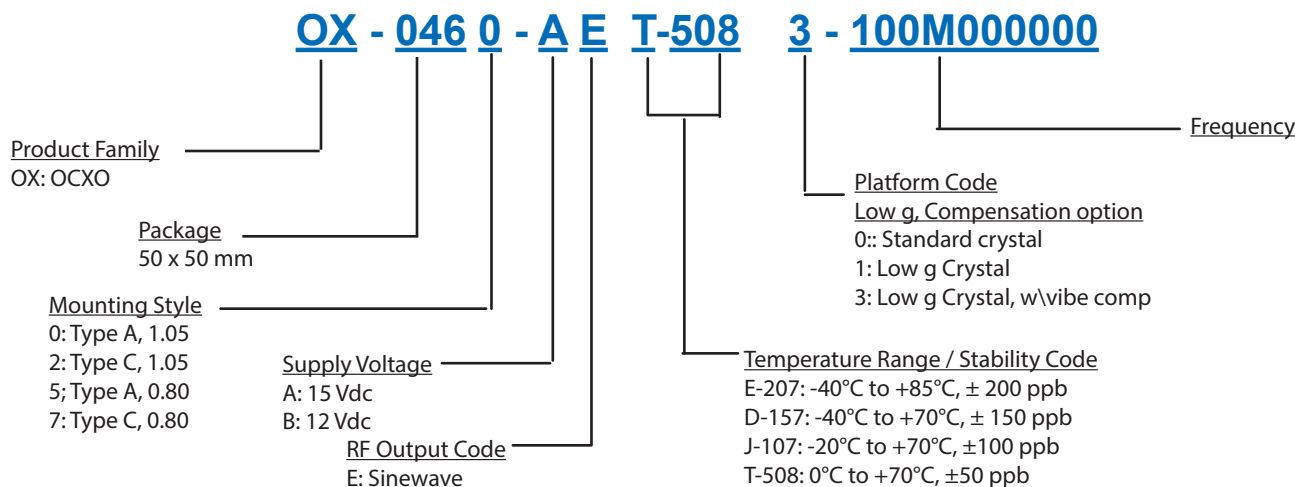 OX - 046 0 - A E T-508 3 - 100M000000
Product Family
OX: OCXO
Package
50 x 50 mm
Mounting Style
0: Type A, 1.05
2: Type C, 1.05
5; Type A, 0.80
7: Type C, 0.80
Supply Voltage
A: 15 Vdc
B: 12 Vdc
RF Output Code
E: Sinewave
Temperature Range / Stability Code
E-207: -40°C to +85°C, ± 200 ppb
D-157: -40°C to +70°C, ± 150 ppb
J-107: -20°C to +70°C, ±100 ppb
T-508: 0°C to +70°C, ±50 ppb
Platform Code
Low g, Compensation option
0:: Standard crystal
1: Low g Crystal
3: Low g Crystal, w\vibe comp
Frequency